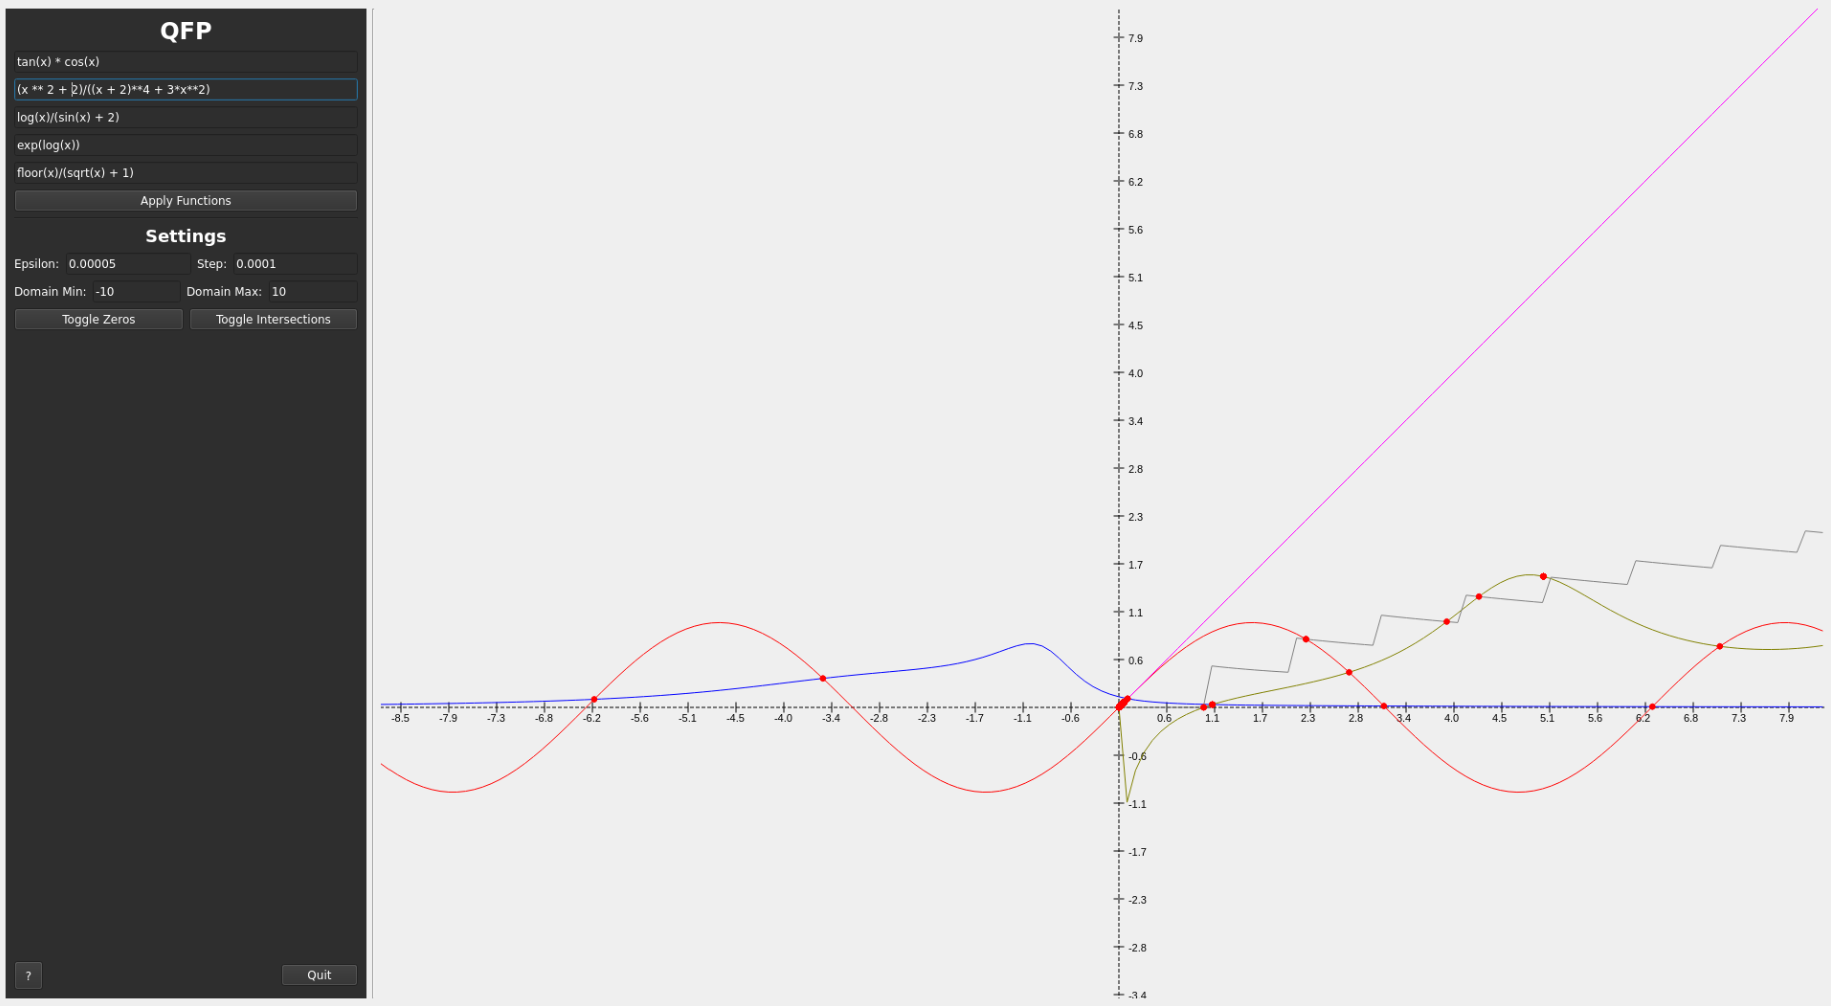 QFP
tan(x) * cos(x)
(x ** 2 + 2)/((x + 2)**4 + 3*x**2)
log(x)/(sin(x) + 2)
exp(log(x))
floor(x)/(sqrt(x) + 1)
Apply Functions
Settings
Epsilon: 0.00005 Step: 0.0001
Domain Min: -10 Domain Max: 10
Toggle Zeros Toggle Intersections
? Quit
7.9
7.3
6.8
6.2
5.6
5.1
4.5
4.0
3.4
2.8
2.3
1.7
1.1
0.6
-8.5 -7.9 -7.3 -6.8 -6.2 -5.6 -5.1 -4.5 -4.0 -3.4 -2.8 -2.3 -1.7 -1.1 -0.6 0.6 1.1 1.7 2.3 2.8 3.4 4.0 4.5 5.1 5.6 6.2 6.8 7.3 7.9
-0.6
-1.1
-1.7
-2.3
-2.8
-3.4